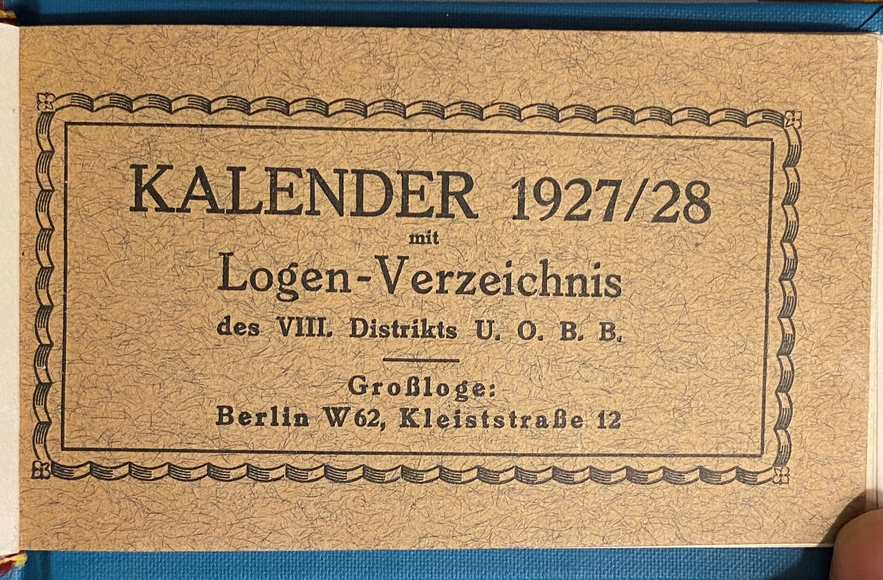 KALENDER 1927/28
mit
Logen-Verzeichnis
des VIII. Distrikts U. O. B. B.
Großloge:
Berlin W62, Kleiststraße 12